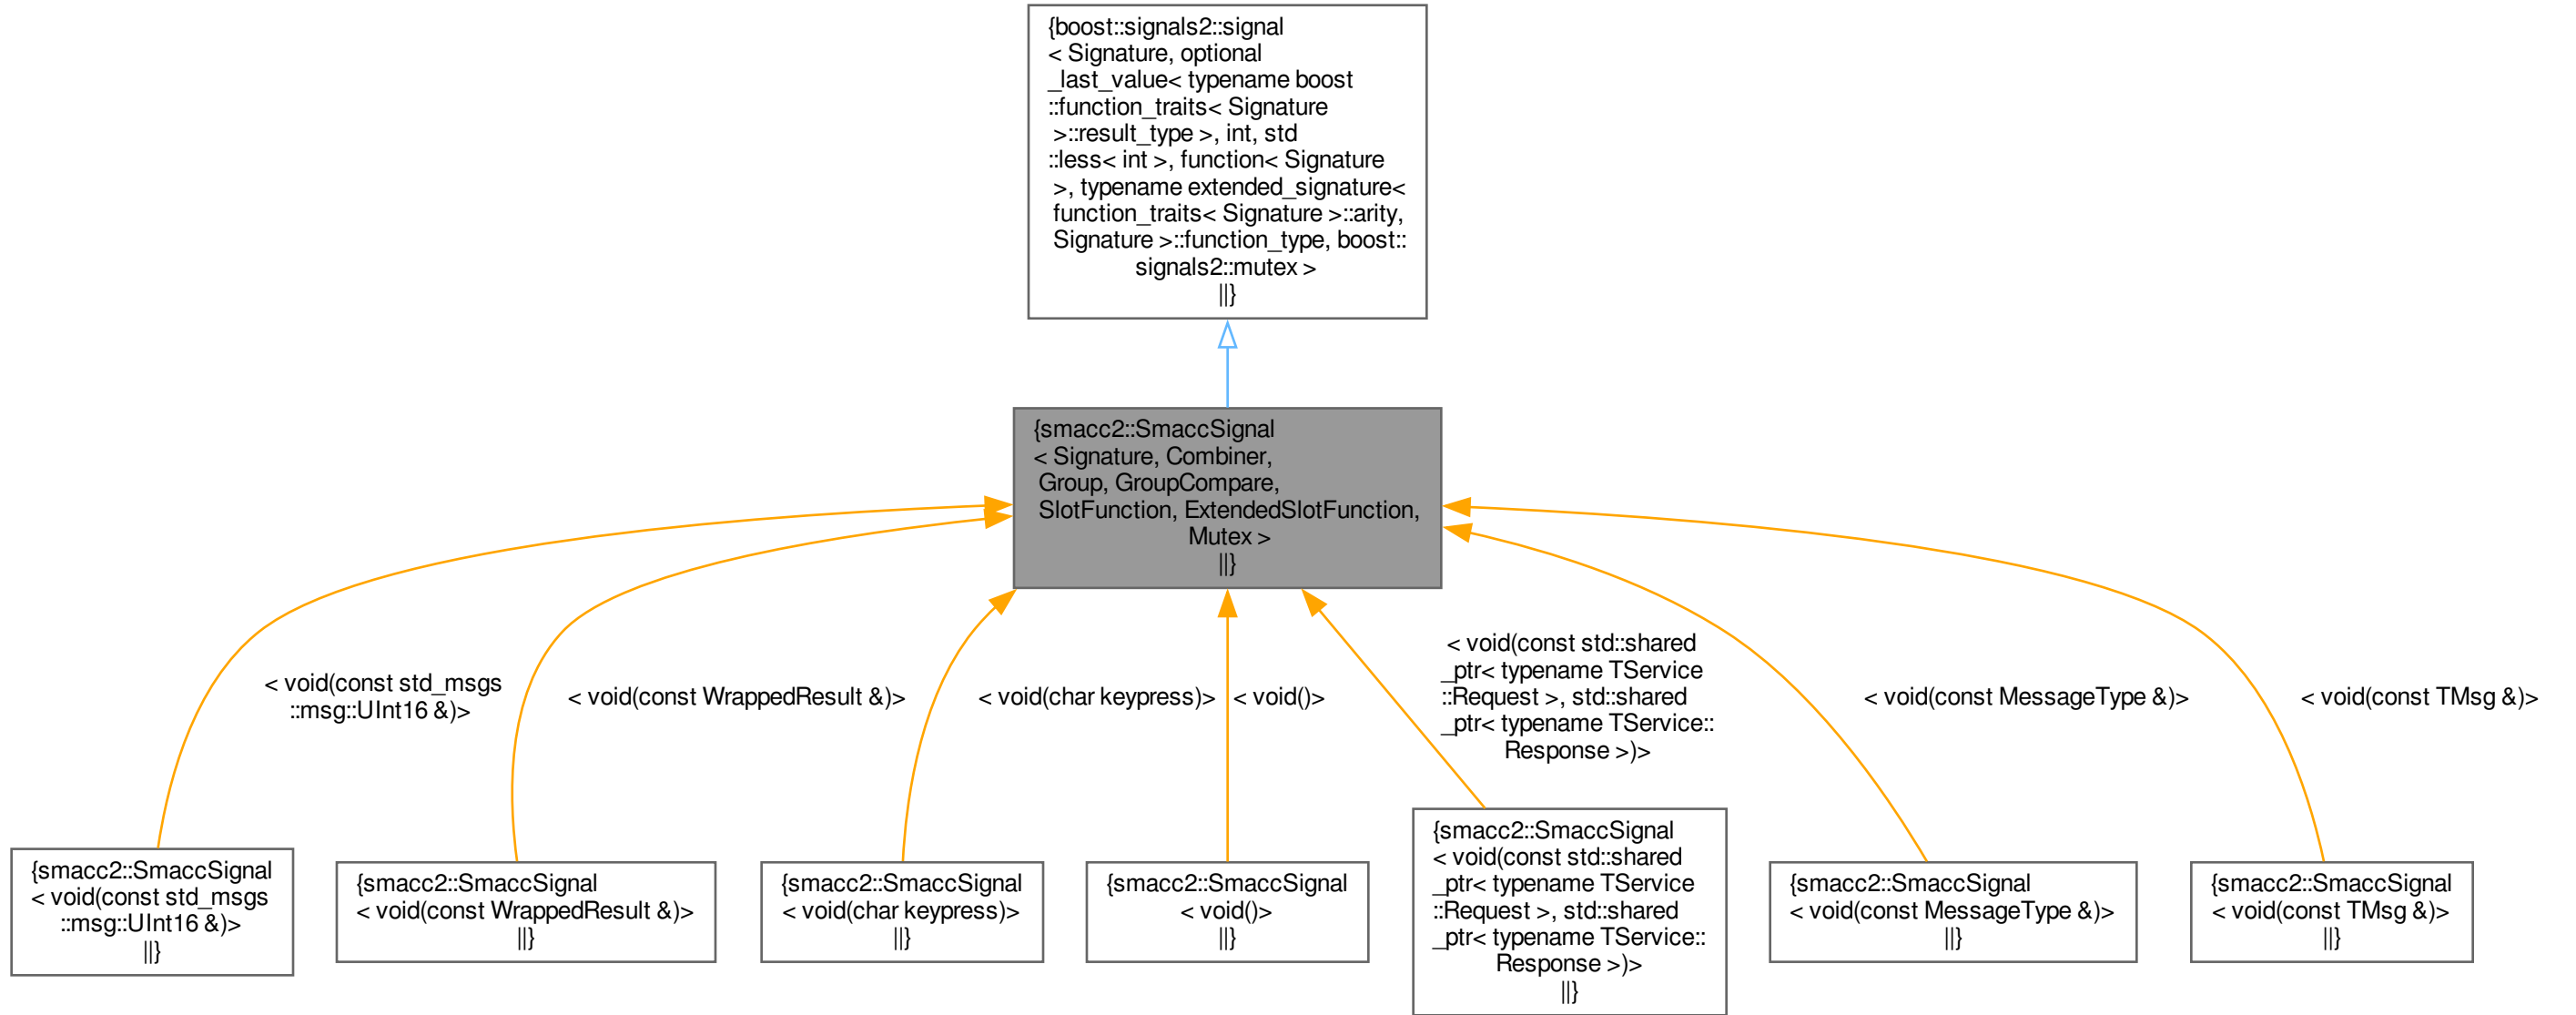 {boost::signals2::signal
< Signature, optional
_last_value< typename boost
::function_traits< Signature
>::result_type >, int, std
::less< int >, function< Signature
>, typename extended_signature<
function_traits< Signature >::arity,
Signature >::function_type, boost::
signals2::mutex >
||}
{smacc2::SmaccSignal
< Signature, Combiner,
Group, GroupCompare,
SlotFunction, ExtendedSlotFunction,
Mutex >
||}
< void(const std_msgs
::msg::UInt16 &)>
< void(const WrappedResult &)>
< void(char keypress)>
< void()>
< void(const std::shared
_ptr< typename TService
::Request >, std::shared
_ptr< typename TService::
Response >)>
< void(const MessageType &)>
< void(const TMsg &)>
{smacc2::SmaccSignal
< void(const std_msgs
::msg::UInt16 &)>
||}
{smacc2::SmaccSignal
< void(const WrappedResult &)>
||}
{smacc2::SmaccSignal
< void(char keypress)>
||}
{smacc2::SmaccSignal
< void()>
||}
{smacc2::SmaccSignal
< void(const std::shared
_ptr< typename TService
::Request >, std::shared
_ptr< typename TService::
Response >)>
||}
{smacc2::SmaccSignal
< void(const MessageType &)>
||}
{smacc2::SmaccSignal
< void(const TMsg &)>
||}